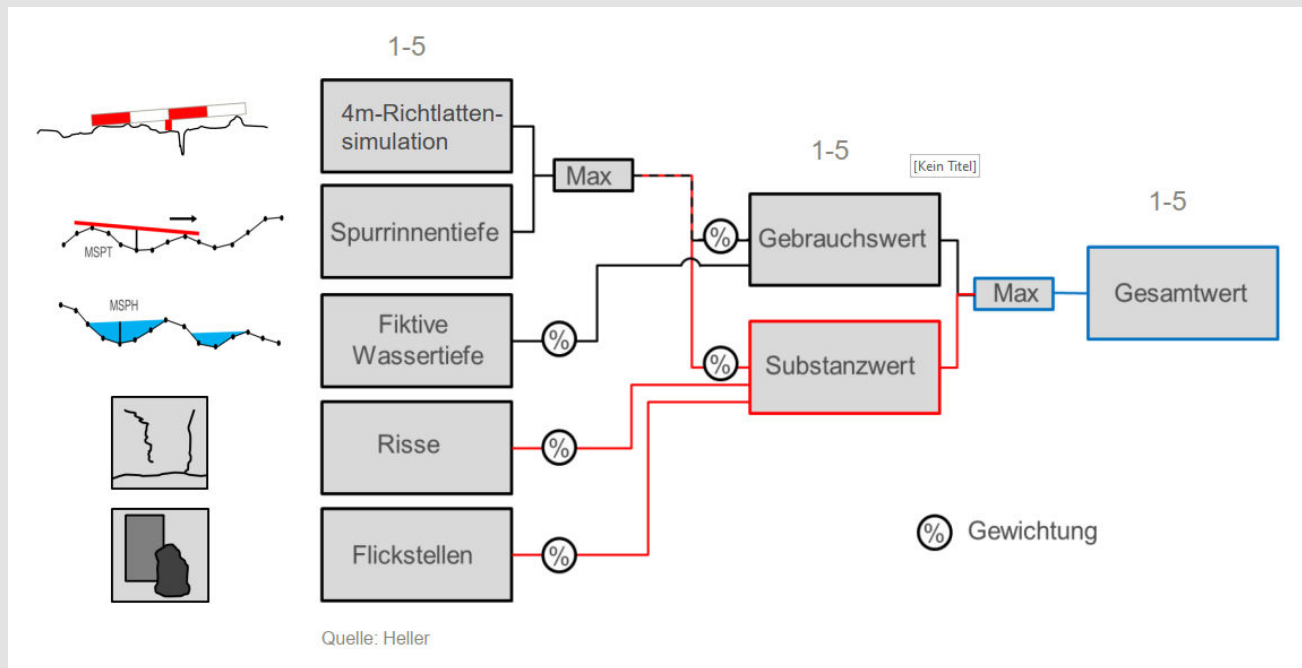 1-5
4m-Richtlatten-
simulation
Max
1-5
[Kein Titel]
1-5
MSPT
Spurrinnentiefe
%
Gebrauchswert
Max
Gesamtwert
MSPH
Fiktive
Wassertiefe
%
%
Substanzwert
Risse
%
Flickstellen
%
% Gewichtung
Quelle: Heller